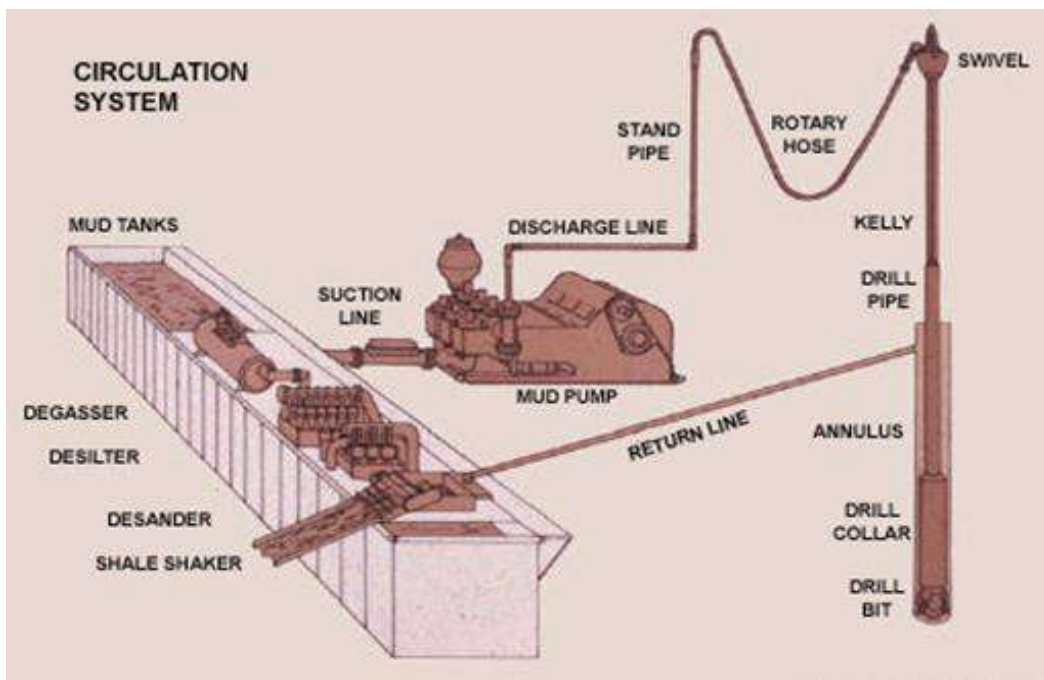 CIRCULATION
SYSTEM
SWIVEL
STAND
PIPE
ROTARY
HOSE
MUD TANKS
DISCHARGE LINE
KELLY
SUCTION
LINE
DRILL
PIPE
MUD PUMP
DEGASSER
RETURN LINE
ANNULUS
DESILTER
DESANDER
DRILL
COLLAR
SHALE SHAKER
DRILL
BIT